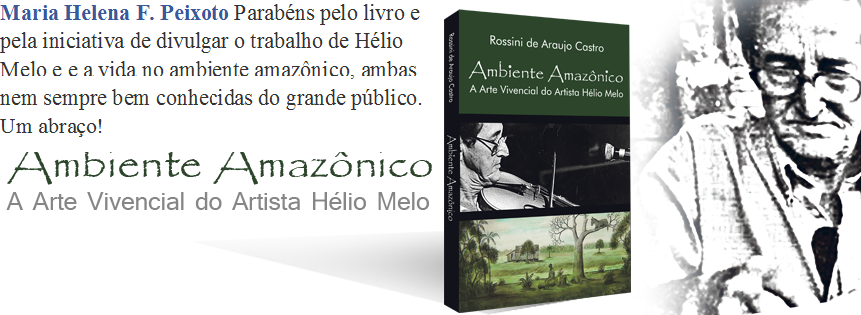 Maria Helena F. Peixoto Parabéns pelo livro e
pela iniciativa de divulgar o trabalho de Hélio
Melo e e a vida no ambiente amazônico, ambas
nem sempre bem conhecidas do grande público.
Um abraço!
Ambiente Amazônico
A Arte Vivencial do Artista Hélio Melo
Rossini de Araujo Castro
Ambiente Amazônico
Rossini de Araujo Castro
Ambiente Amazônico
A Arte Vivencial do Artista Hélio Melo